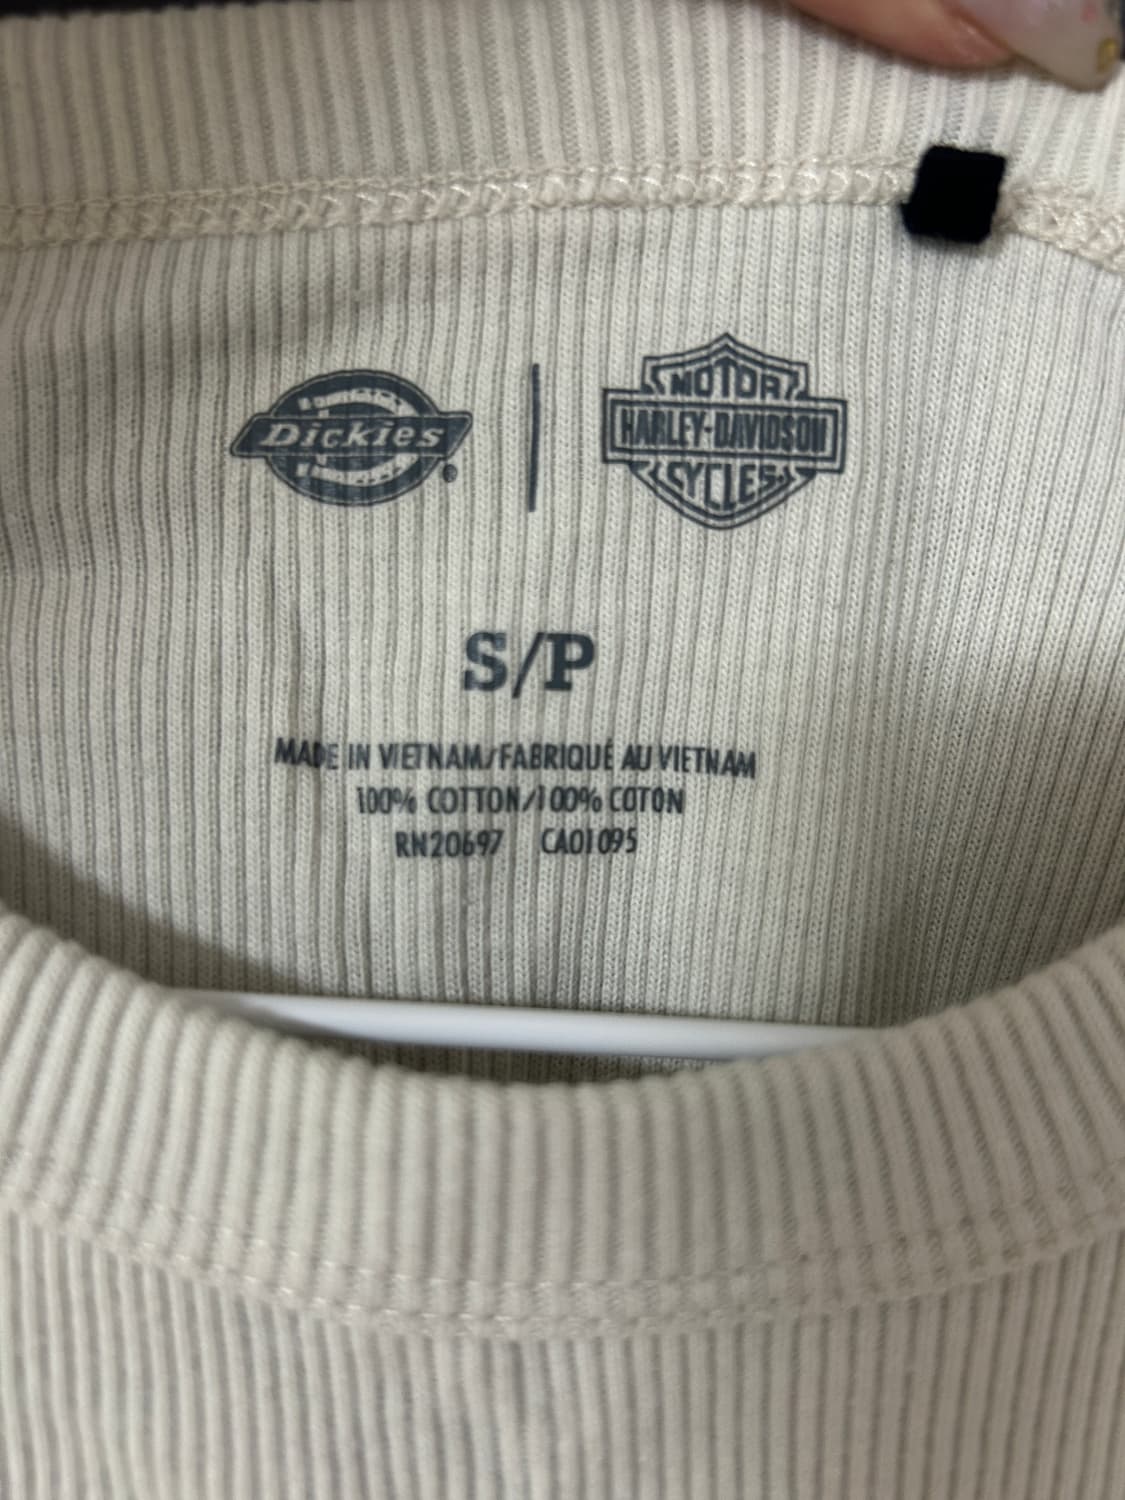 Dickies®
MOTOR
HARLEY-DAVIDSON
CYCLES
S/P
MADE IN VIETNAM/FABRIQUÉ AU VIETNAM
100% COTTON/100% COTON
RN20697 CA01095